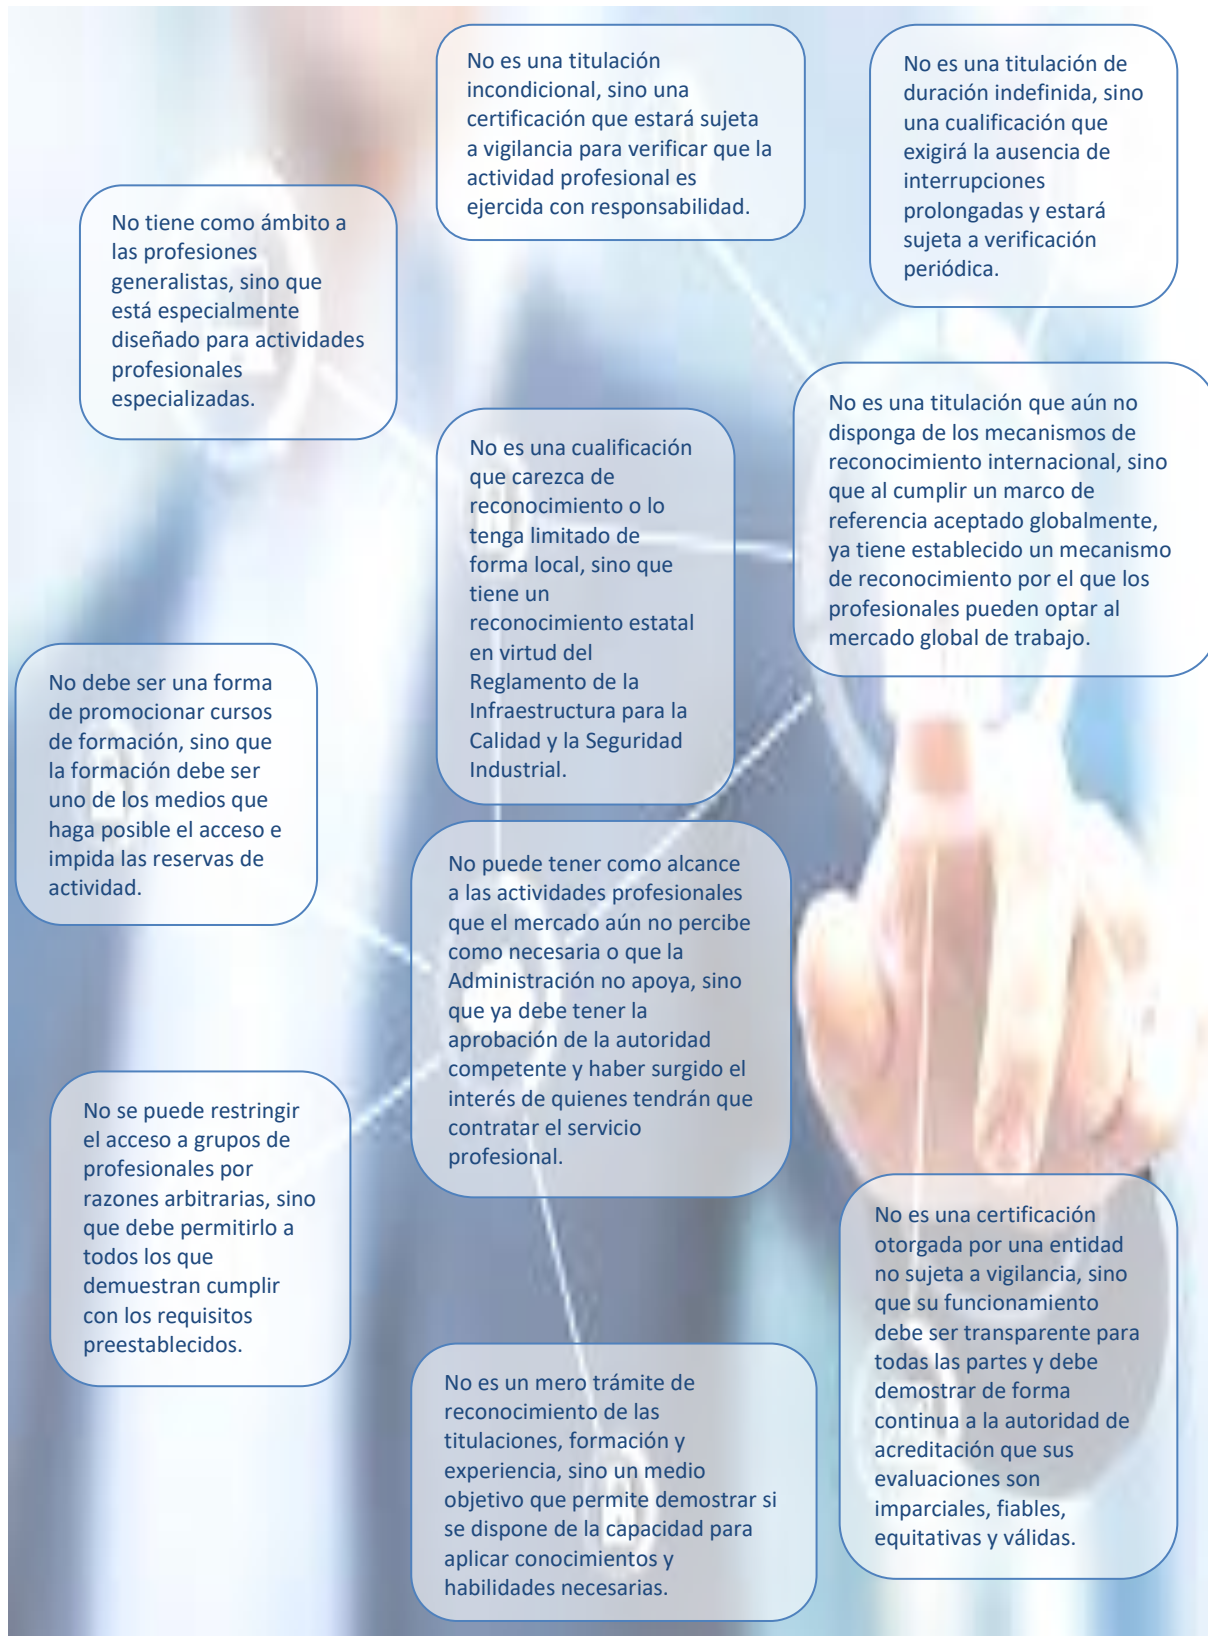 No es una titulación
incondicional, sino una
certificación que estará sujeta
a vigilancia para verificar que la
actividad profesional es
ejercida con responsabilidad.
No es una titulación de
duración indefinida, sino
una cualificación que
exigirá la ausencia de
interrupciones
prolongadas y estará
sujeta a verificación
periódica.
No tiene como ámbito a
las profesiones
generalistas, sino que
está especialmente
diseñado para actividades
profesionales
especializadas.
No es una cualificación
que carezca de
reconocimiento o lo
tenga limitado de
forma local, sino que
tiene un
reconocimiento estatal
en virtud del
Reglamento de la
Infraestructura para la
Calidad y la Seguridad
Industrial.
No es una titulación que aún no
disponga de los mecanismos de
reconocimiento internacional, sino
que al cumplir un marco de
referencia aceptado globalmente,
ya tiene establecido un mecanismo
de reconocimiento por el que los
profesionales pueden optar al
mercado global de trabajo.
No debe ser una forma
de promocionar cursos
de formación, sino que
la formación debe ser
uno de los medios que
haga posible el acceso e
impida las reservas de
actividad.
No puede tener como alcance
a las actividades profesionales
que el mercado aún no percibe
como necesaria o que la
Administración no apoya, sino
que ya debe tener la
aprobación de la autoridad
competente y haber surgido el
interés de quienes tendrán que
contratar el servicio
profesional.
No se puede restringir
el acceso a grupos de
profesionales por
razones arbitrarias, sino
que debe permitirlo a
todos los que
demuestran cumplir
con los requisitos
preestablecidos.
No es una certificación
otorgada por una entidad
no sujeta a vigilancia, sino
que su funcionamiento
debe ser transparente para
todas las partes y debe
demostrar de forma
continua a la autoridad de
acreditación que sus
evaluaciones son
imparciales, fiables,
equitativas y válidas.
No es un mero trámite de
reconocimiento de las
titulaciones, formación y
experiencia, sino un medio
objetivo que permite demostrar si
se dispone de la capacidad para
aplicar conocimientos y
habilidades necesarias.